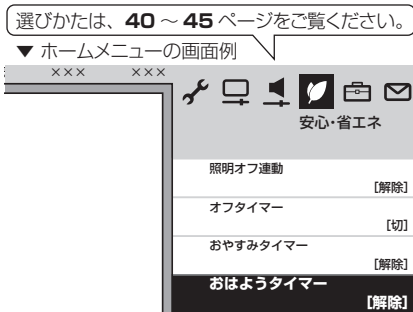 選びかたは、40 ～ 45 ページをご覧ください。
▼ ホームメニューの画面例
××× ×××
安心・省エネ
照明オフ連動
[解除]
オフタイマー
[切]
おやすみタイマー
[解除]
おはようタイマー
[解除]